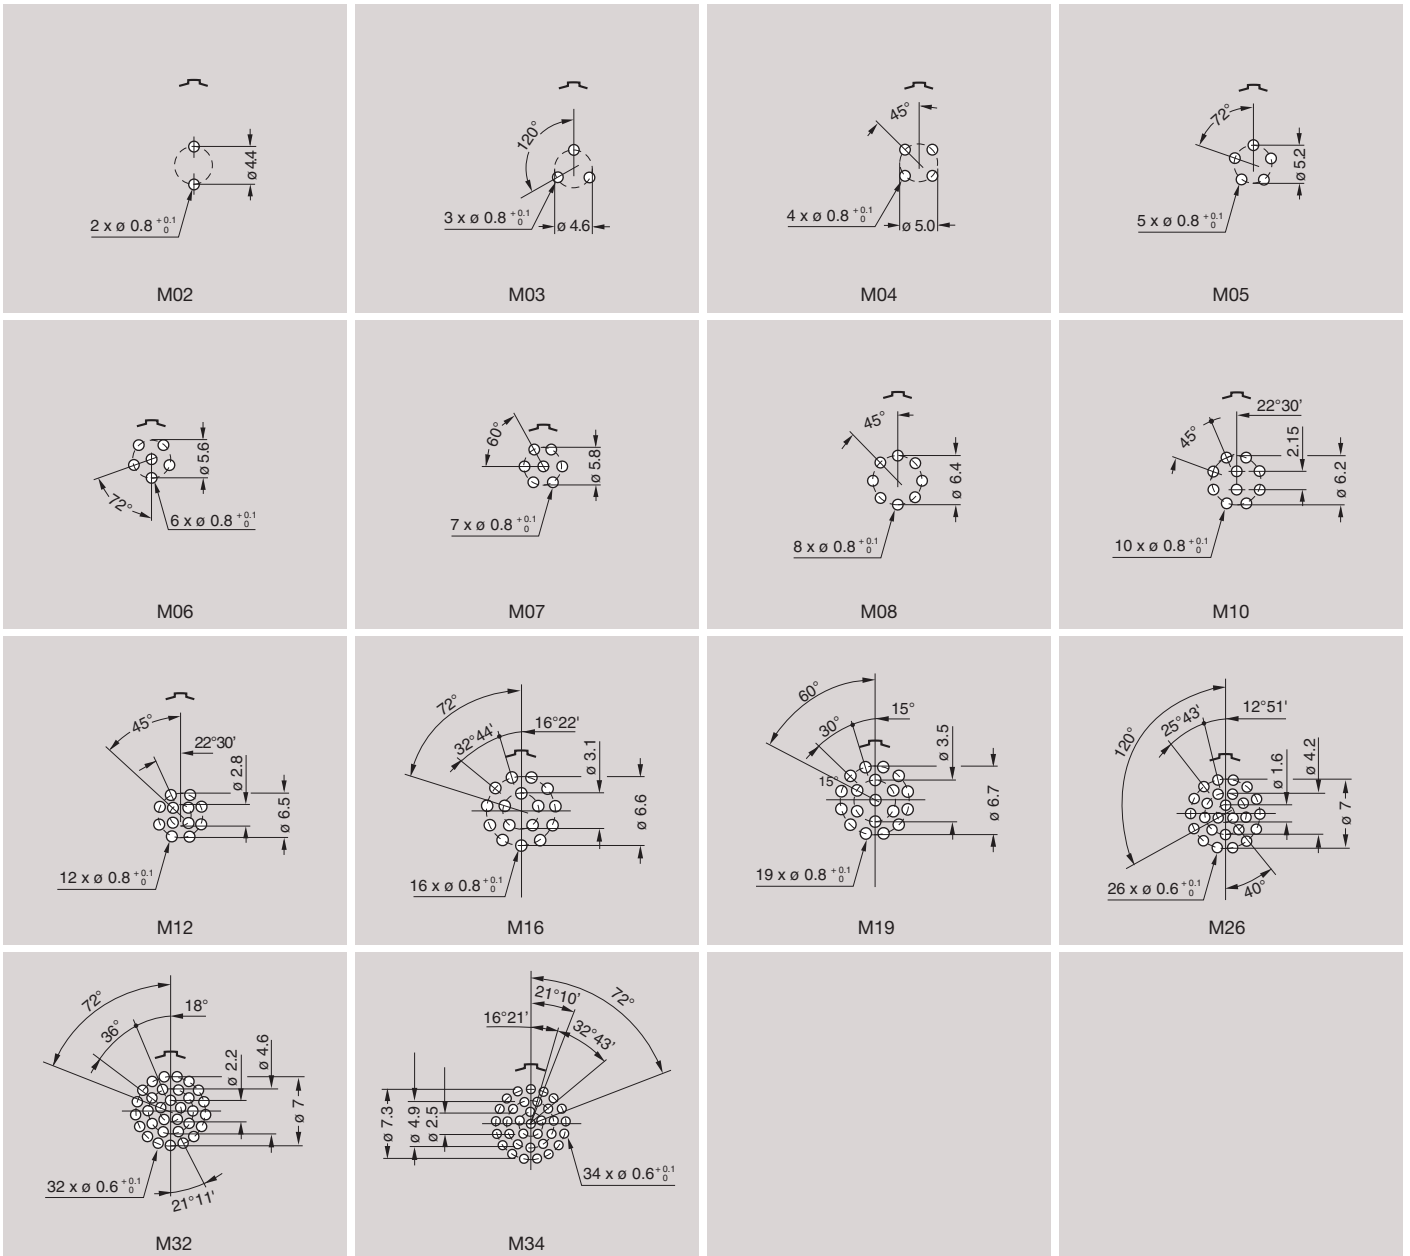 ø 4.4
2 x ø 0.8 +0.1 0
M02
120°
3 x ø 0.8 +0.1 0
ø 4.6
M03
45°
4 x ø 0.8 +0.1 0
ø 5.0
M04
72°
ø 5.2
5 x ø 0.8 +0.1 0
M05
ø 5.6
72°
6 x ø 0.8 +0.1 0
M06
60°
ø 5.8
7 x ø 0.8 +0.1 0
M07
45°
ø 6.4
8 x ø 0.8 +0.1 0
M08
22°30'
45°
2.15
ø 6.2
10 x ø 0.8 +0.1 0
M10
45°
22°30'
ø 2.8
ø 6.5
12 x ø 0.8 +0.1 0
M12
72°
32°44'
16°22'
ø 3.1
ø 6.6
16 x ø 0.8 +0.1 0
M16
60°
30°
15°
15°
ø 3.5
ø 6.7
19 x ø 0.8 +0.1 0
M19
120°
25°43'
12°51'
ø 1.6
ø 4.2
ø 7
26 x ø 0.6 +0.1 0
40°
M26
72°
36°
18°
ø 2.2
ø 4.6
ø 7
32 x ø 0.6 +0.1 0
21°11'
M32
21°10'
72°
16°21'
32°43'
ø 7.3
ø 4.9
ø 2.5
34 x ø 0.6 +0.1 0
M34